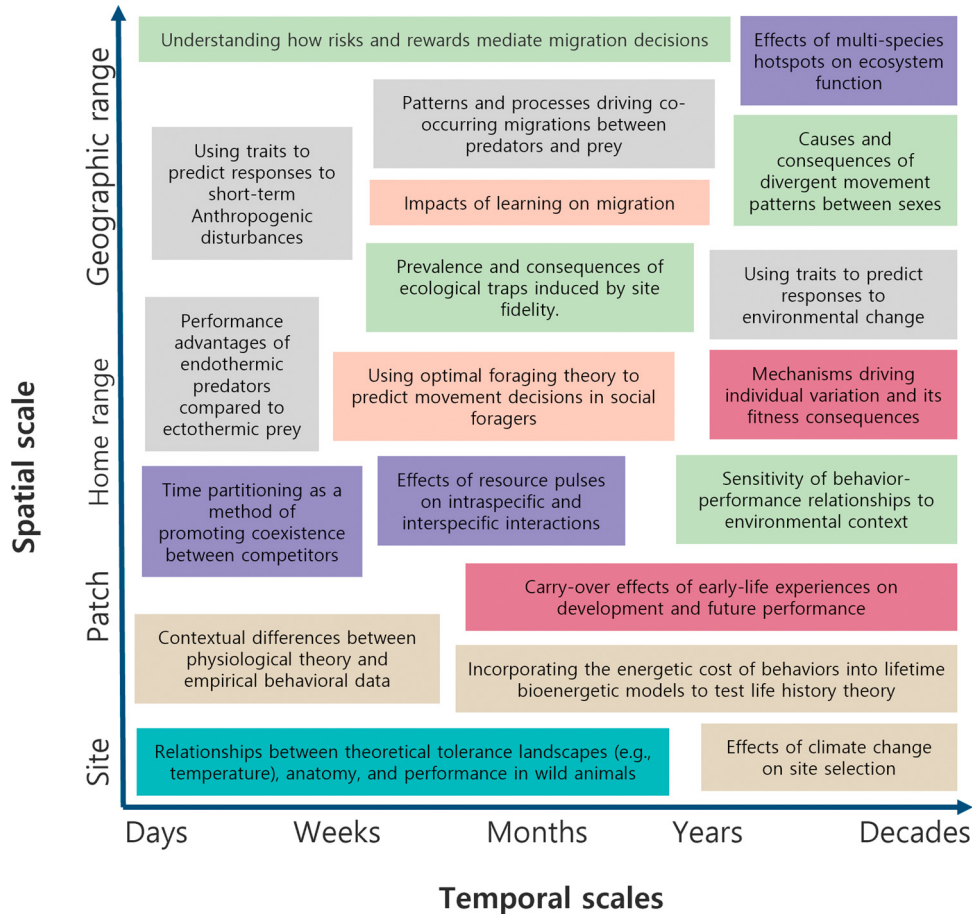 Understanding how risks and rewards mediate migration decisions
Effects of multi-species
hotspots on ecosystem
function
Patterns and processes driving co-
occurring migrations between
predators and prey
Using traits to
predict responses to
short-term
Anthropogenic
disturbances
Causes and
consequences of
divergent movement
patterns between sexes
Impacts of learning on migration
Prevalence and consequences of
ecological traps induced by site
fidelity.
Using traits to predict
responses to
environmental change
Performance
advantages of
endothermic
predators
compared to
ectothermic prey
Using optimal foraging theory to
predict movement decisions in social
foragers
Mechanisms driving
individual variation and its
fitness consequences
Time partitioning as a
method of
promoting coexistence
between competitors
Effects of resource pulses
on intraspecific and
interspecific interactions
Sensitivity of behavior-
performance relationships to
environmental context
Carry-over effects of early-life experiences on
development and future performance
Contextual differences between
physiological theory and
empirical behavioral data
Incorporating the energetic cost of behaviors into lifetime
bioenergetic models to test life history theory
Relationships between theoretical tolerance landscapes (e.g.,
temperature), anatomy, and performance in wild animals
Effects of climate change
on site selection
Spatial scale
Geographic range
Home range
Patch
Site
Days
Weeks
Months
Years
Decades
Temporal scales